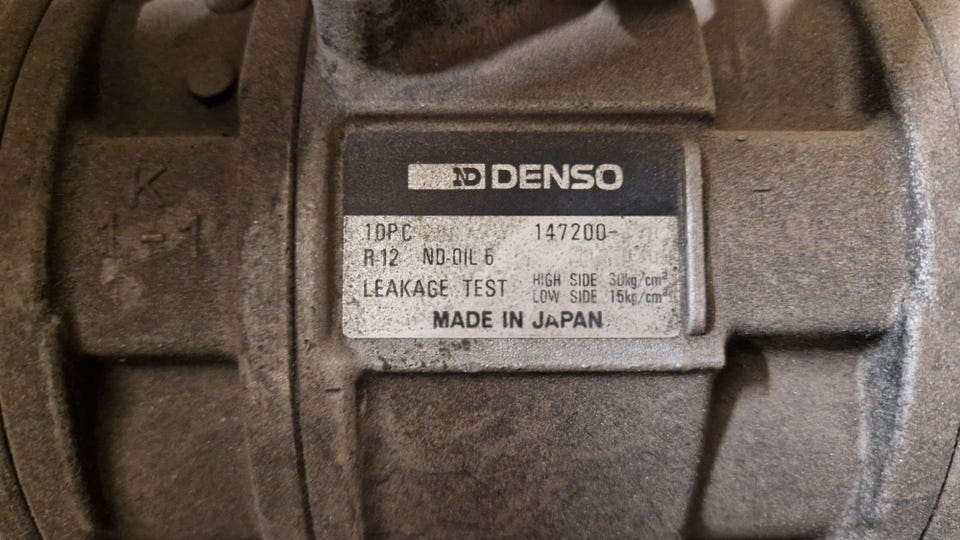 K
1-1
ND DENSO
10PC 147200-
R-12 ND-OIL 6
LEAKAGE TEST HIGH SIDE 30kg/cm²
LOW SIDE 15kg/cm²
MADE IN JAPAN